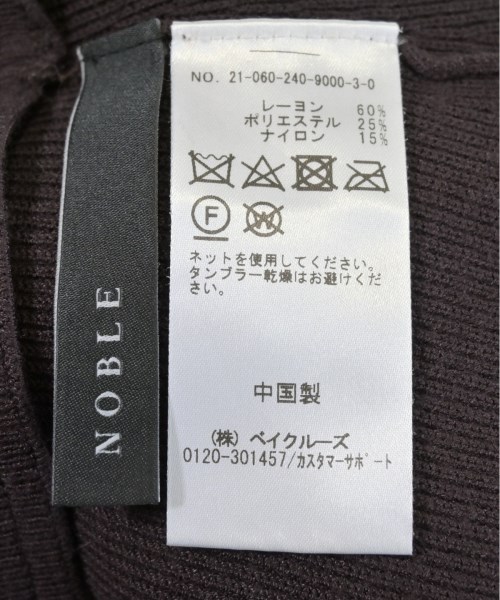 NOBLE
NO. 21-060-240-9000-3-0
レーヨン 60%
ポリエステル 25%
ナイロン 15%
F
W
ネットを使用してください。
タンブラー乾燥はお避けくださ
い。
中国製
(株) ベイクルーズ
0120-301457/カスタマーサポート